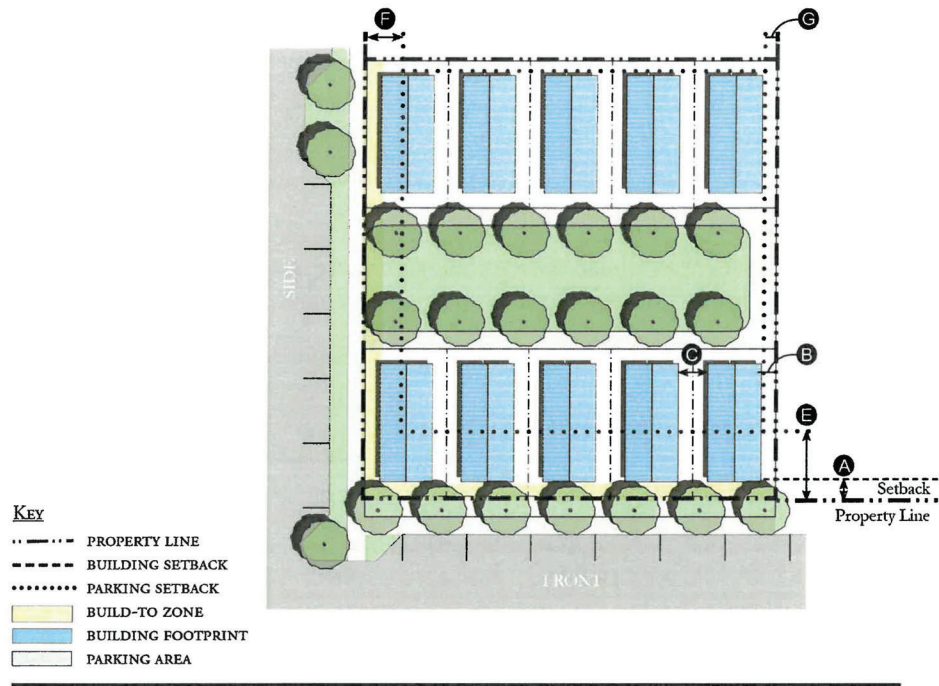 F
G
SIDE
C
B
E
A
Setback
Property Line
FRONT
KEY
PROPERTY LINE
BUILDING SETBACK
PARKING SETBACK
BUILD-TO ZONE
BUILDING FOOTPRINT
PARKING AREA